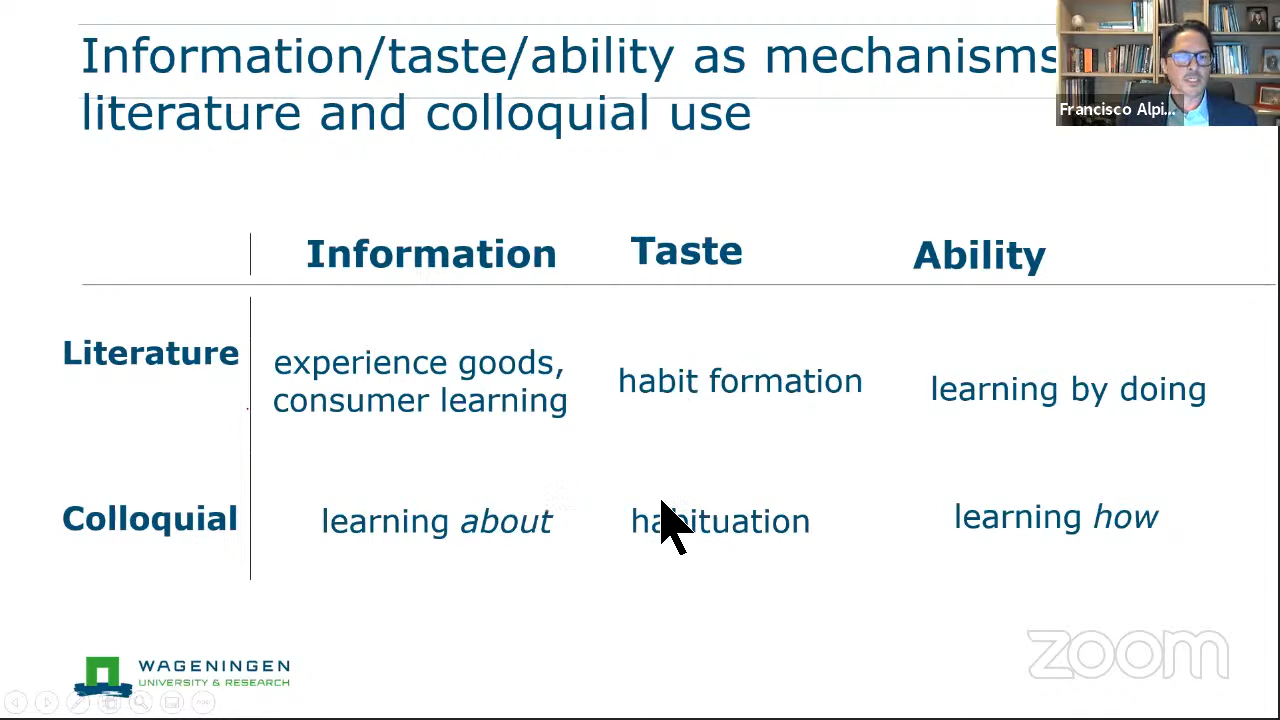 Information/taste/ability as mechanisms
literature and colloquial use
Francisco Alpi...
Information Taste Ability
Literature experience goods, consumer learning habit formation learning by doing
Colloquial learning about habituation learning how
WAGENINGEN
UNIVERSITY & RESEARCH
zoom